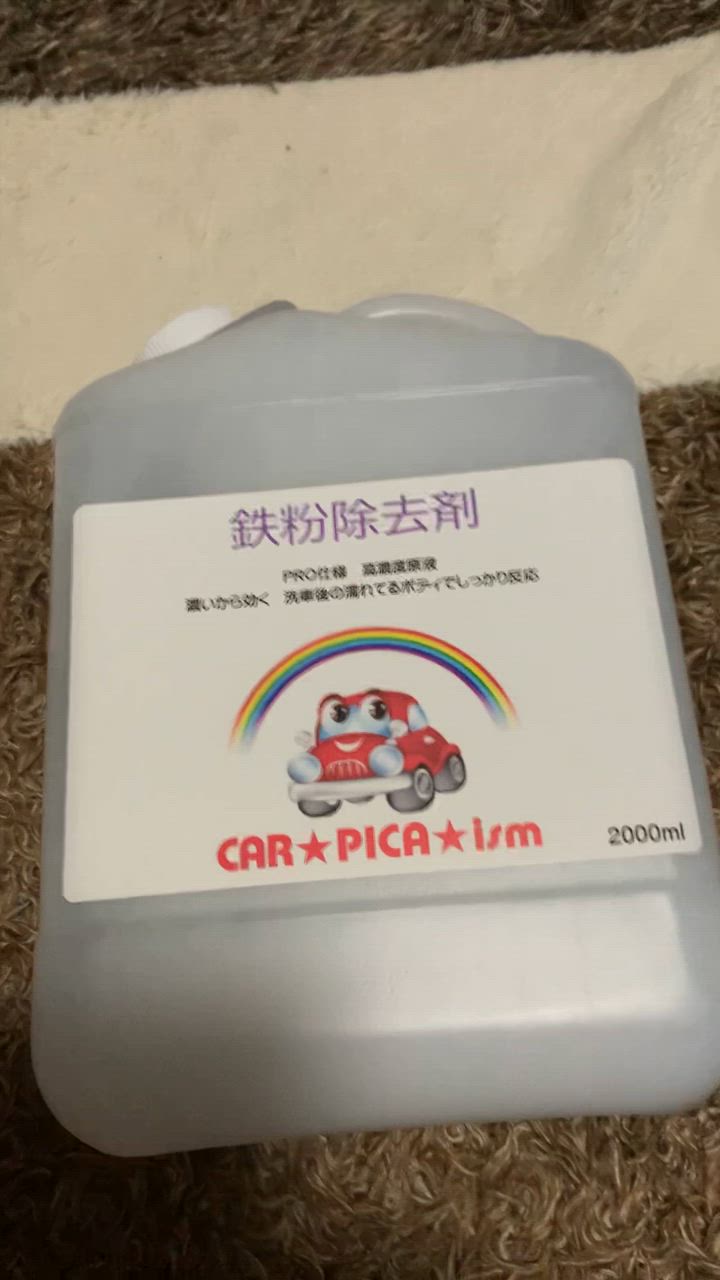 鉄粉除去剤
PRO仕様 高濃度原液
濃いから効く 洗車後の濡れてるボディでしっかり反応
CAR★PICA★ism
2000ml